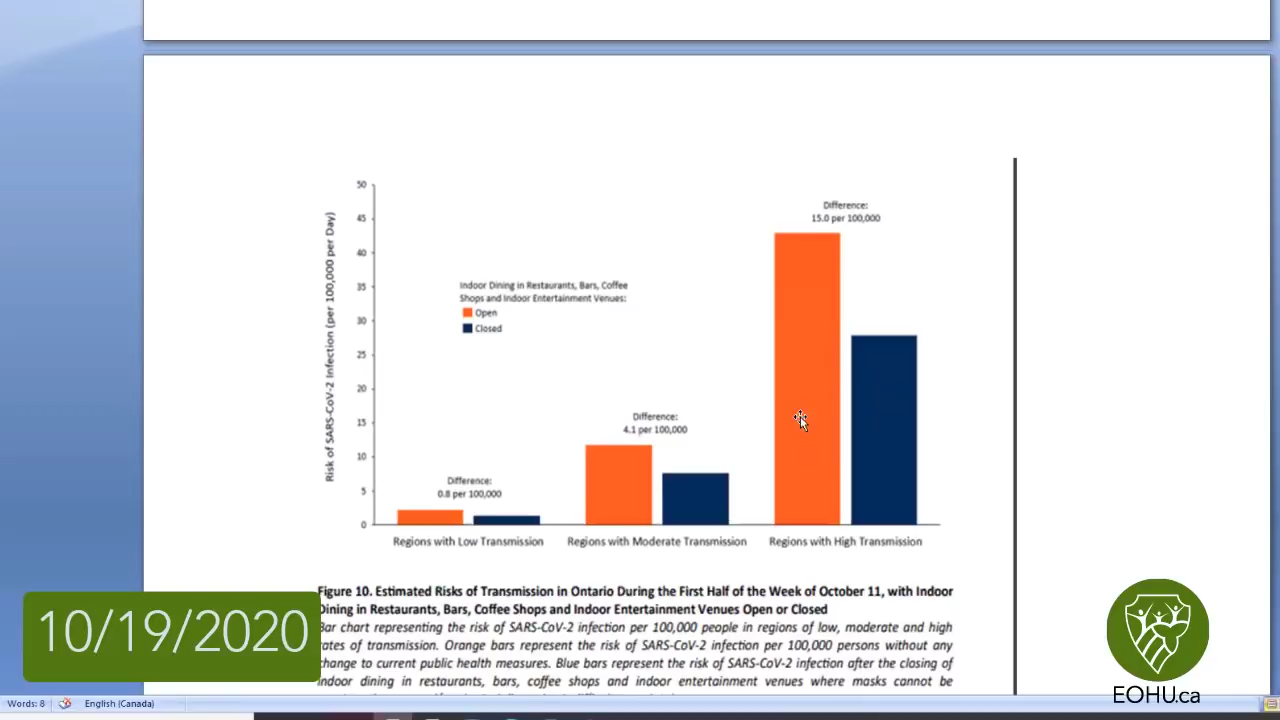 50
45
40
35
30
25
20
15
10
5
0
Risk of SARS-CoV-2 Infection (per 100,000 per Day)
Difference:
15.0 per 100,000
Indoor Dining in Restaurants, Bars, Coffee
Shops and Indoor Entertainment Venues:
Open
Closed
Difference:
4.1 per 100,000
Difference:
0.8 per 100,000
Regions with Low Transmission
Regions with Moderate Transmission
Regions with High Transmission
Figure 10. Estimated Risks of Transmission in Ontario During the First Half of the Week of October 11, with Indoor
Dining in Restaurants, Bars, Coffee Shops and Indoor Entertainment Venues Open or Closed
Bar chart representing the risk of SARS-CoV-2 infection per 100,000 people in regions of low, moderate and high
rates of transmission. Orange bars represent the risk of SARS-CoV-2 infection per 100,000 persons without any
change to current public health measures. Blue bars represent the risk of SARS-CoV-2 infection after the closing of
indoor dining in restaurants, bars, coffee shops and indoor entertainment venues where masks cannot be
10/19/2020
EOHU.ca
Words: 8
English (Canada)